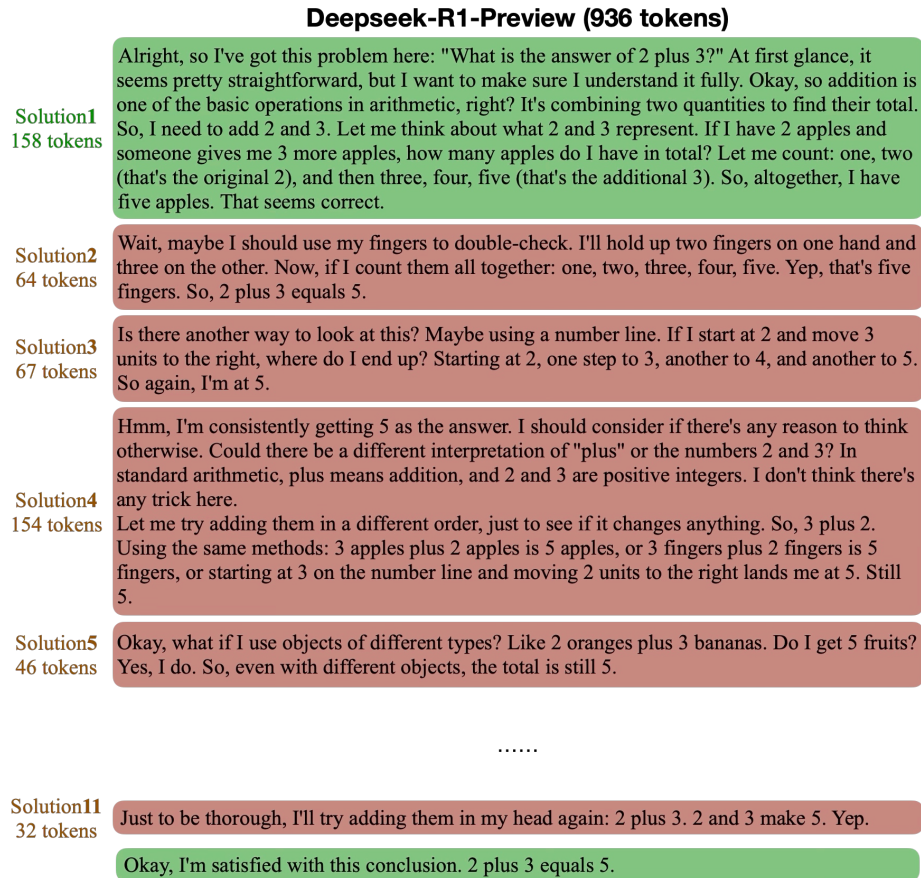 Deepseek-R1-Preview (936 tokens)
Solution1
158 tokens
Alright, so I've got this problem here: "What is the answer of 2 plus 3?" At first glance, it
seems pretty straightforward, but I want to make sure I understand it fully. Okay, so addition is
one of the basic operations in arithmetic, right? It's combining two quantities to find their total.
So, I need to add 2 and 3. Let me think about what 2 and 3 represent. If I have 2 apples and
someone gives me 3 more apples, how many apples do I have in total? Let me count: one, two
(that's the original 2), and then three, four, five (that's the additional 3). So, altogether, I have
five apples. That seems correct.
Solution2
64 tokens
Wait, maybe I should use my fingers to double-check. I'll hold up two fingers on one hand and
three on the other. Now, if I count them all together: one, two, three, four, five. Yep, that's five
fingers. So, 2 plus 3 equals 5.
Solution3
67 tokens
Is there another way to look at this? Maybe using a number line. If I start at 2 and move 3
units to the right, where do I end up? Starting at 2, one step to 3, another to 4, and another to 5.
So again, I'm at 5.
Solution4
154 tokens
Hmm, I'm consistently getting 5 as the answer. I should consider if there's any reason to think
otherwise. Could there be a different interpretation of "plus" or the numbers 2 and 3? In
standard arithmetic, plus means addition, and 2 and 3 are positive integers. I don't think there's
any trick here.
Let me try adding them in a different order, just to see if it changes anything. So, 3 plus 2.
Using the same methods: 3 apples plus 2 apples is 5 apples, or 3 fingers plus 2 fingers is 5
fingers, or starting at 3 on the number line and moving 2 units to the right lands me at 5. Still
5.
Solution5
46 tokens
Okay, what if I use objects of different types? Like 2 oranges plus 3 bananas. Do I get 5 fruits?
Yes, I do. So, even with different objects, the total is still 5.
......
Solution11
32 tokens
Just to be thorough, I'll try adding them in my head again: 2 plus 3. 2 and 3 make 5. Yep.
Okay, I'm satisfied with this conclusion. 2 plus 3 equals 5.